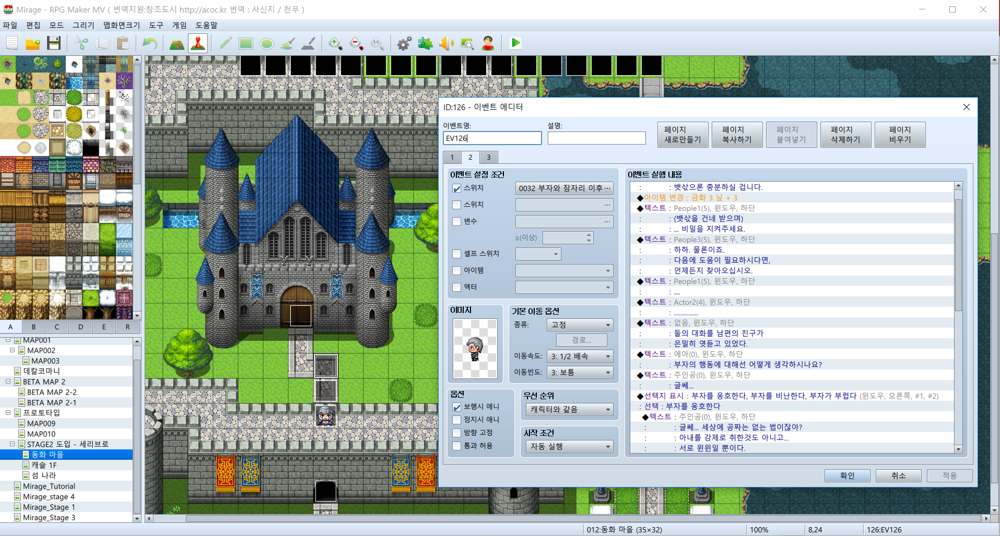 Mirage - RPG Maker MV ( 번역지원:창조도시 http://acoc.kr 번역 : 사신지 / 천무 )
파일 편집 모드 그리기 맵화면크기 도구 게임 도움말
1:1
A B C D E R
MAP001
MAP002
MAP003
데칼코마니
BETA MAP 2
BETA MAP 2-2
BETA MAP 2-1
프로토타입
MAP009
MAP010
STAGE2 도입 - 세리브로
동화 마을
캐슬 1F
섬 나라
Mirage_Tutorial
Mirage_stage 4
Mirage_Stage 1
Mirage_Stage 3
ID:126 - 이벤트 에디터
이벤트명:
EV126
설명:
페이지 새로만들기
페이지 복사하기
페이지 붙여넣기
페이지 삭제하기
페이지 비우기
1 2 3
이벤트 설정 조건
스위치 0032 부자와 잠자리 이후 ...
스위치 ...
변수 ...
≥(이상)
셀프 스위치
아이템
액터
이미지
기본 이동 옵션
종류: 고정
경로...
이동속도: 3: 1/2 배속
이동빈도: 3: 보통
옵션
보행시 애니
정지시 애니
방향 고정
통과 허용
우선 순위
캐릭터와 같음
시작 조건
자동 실행
이벤트 실행 내용
: : 뱃삯으론 충분하실 겁니다.
◆아이템 변경 : 금화 3 닢 + 3
◆텍스트 : People1(5), 윈도우, 하단
: : (뱃삯을 건네 받으며)
: : ... 비밀을 지켜주세요.
◆텍스트 : People3(5), 윈도우, 하단
: : 하하. 물론이죠.
: : 다음에 도움이 필요하시다면,
: : 언제든지 찾아오십시오.
◆텍스트 : People1(5), 윈도우, 하단
: : ....
◆텍스트 : Actor2(4), 윈도우, 하단
: : ...............
◆텍스트 : 없음, 윈도우, 하단
: : 둘의 대화를 남편의 친구가
: : 은밀히 엿듣고 있었다.
◆텍스트 : 에아(0), 윈도우, 하단
: : 부자의 행동에 대해선 어떻게 생각하시나요?
◆텍스트 : 주인공(0), 윈도우, 하단
: : 글쎄...
◆선택지 표시 : 부자를 옹호한다, 부자를 비난한다, 부자가 부럽다 (윈도우, 오른쪽, #1, #2)
: 선택 : 부자를 옹호한다
◆텍스트 : 주인공(0), 윈도우, 하단
: : 글쎄... 세상에 공짜는 없는 법이잖아?
: : 아내를 강제로 취한것도 아니고...
: : 서로 윈윈일 뿐이다.
확인 취소 적용
012:동화 마을 (35×32) 100% 8,24 126:EV126